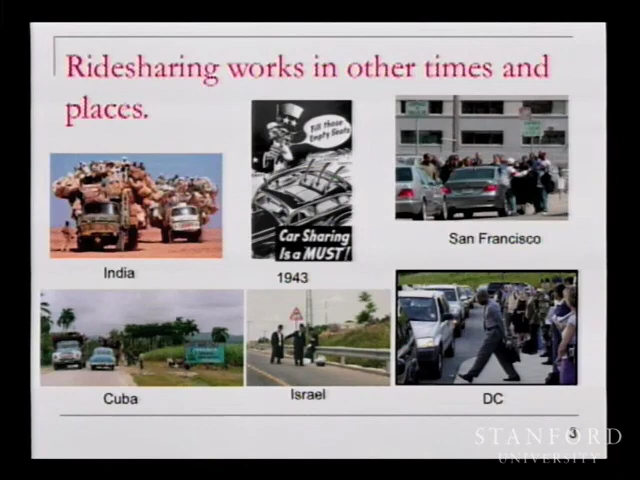 Ridesharing works in other times and
places.
Fill those
Empty Seats!
Car Sharing
Is a MUST!
India
1943
San Francisco
Cuba
Israel
DC
3
STANFORD
UNIVERSITY